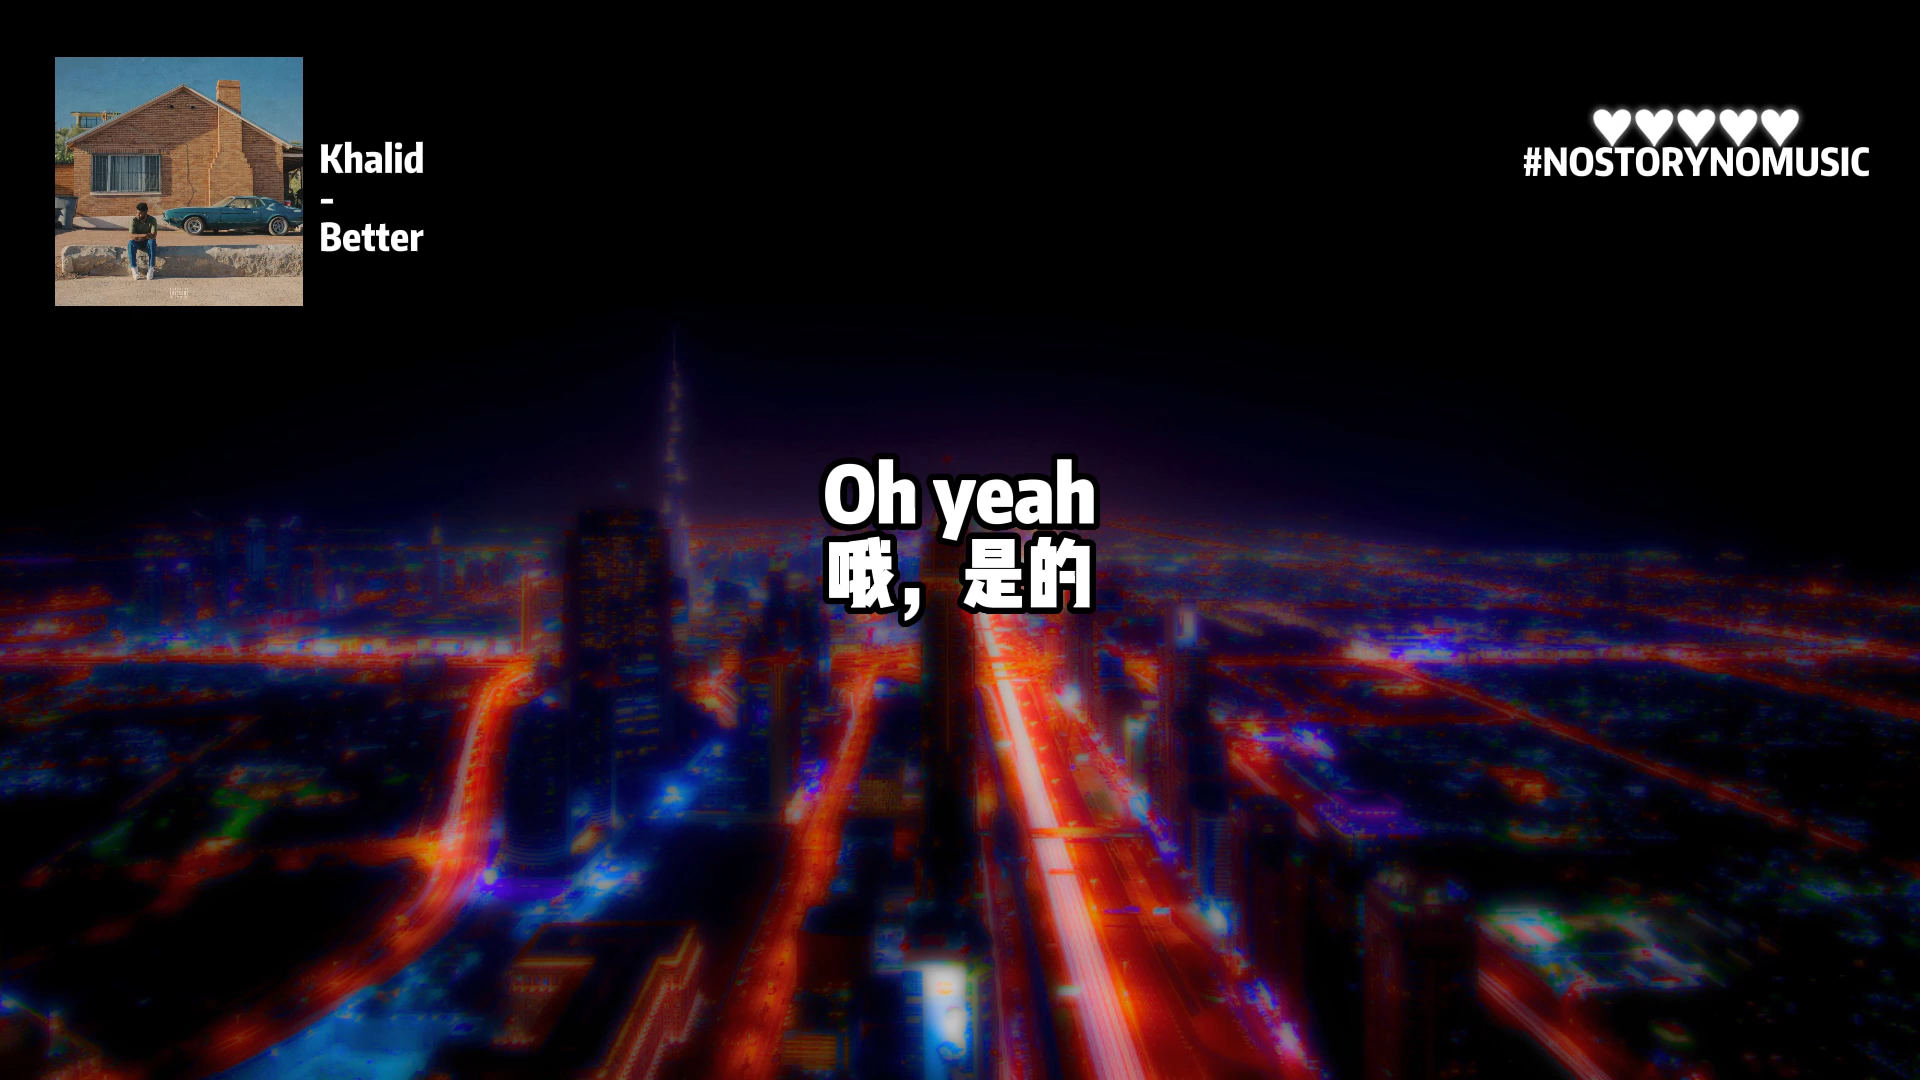 Khalid
-
Better
♥♥♥♥♥
#NOSTORYNOMUSIC
Oh yeah
哦，是的